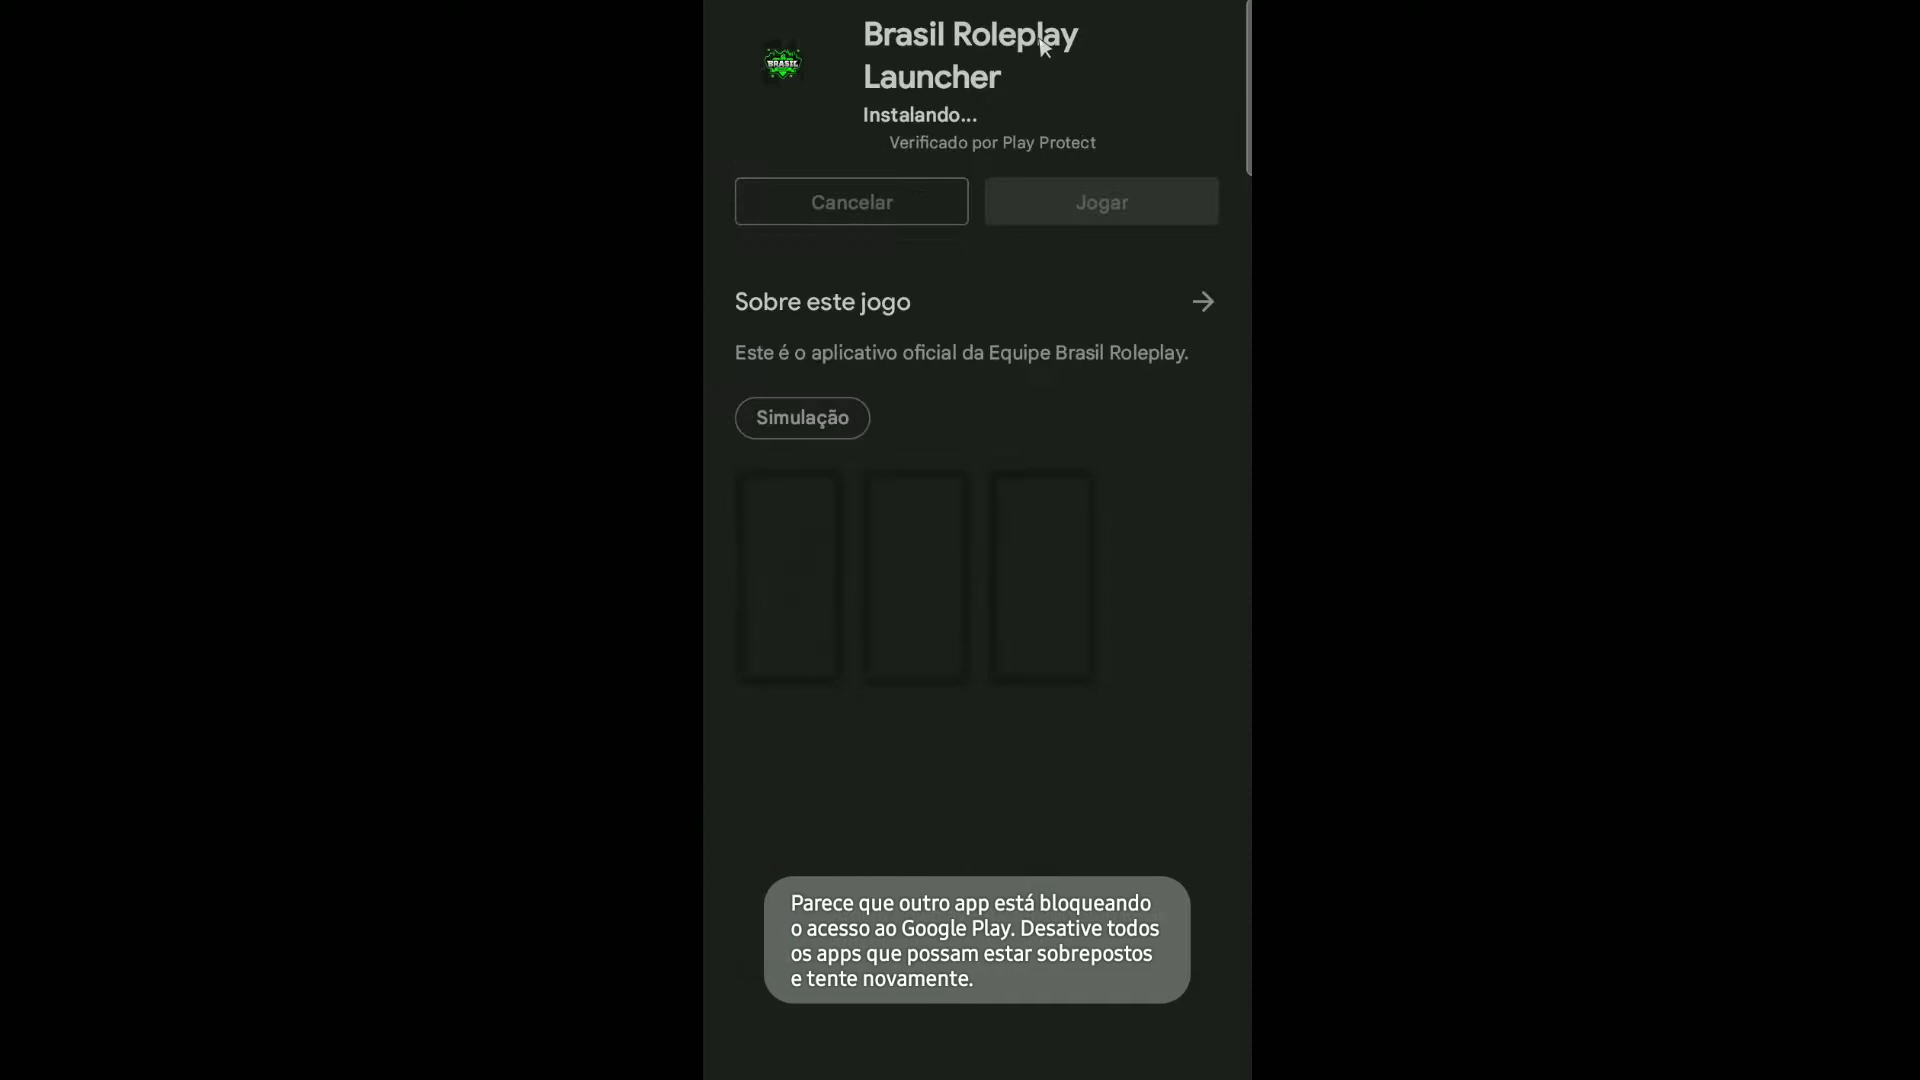 Brasil Roleplay
Launcher
BRASIL
Instalando...
Verificado por Play Protect
Cancelar
Jogar
Sobre este jogo
Este é o aplicativo oficial da Equipe Brasil Roleplay.
Simulação
Parece que outro app está bloqueando
o acesso ao Google Play. Desative todos
os apps que possam estar sobrepostos
e tente novamente.